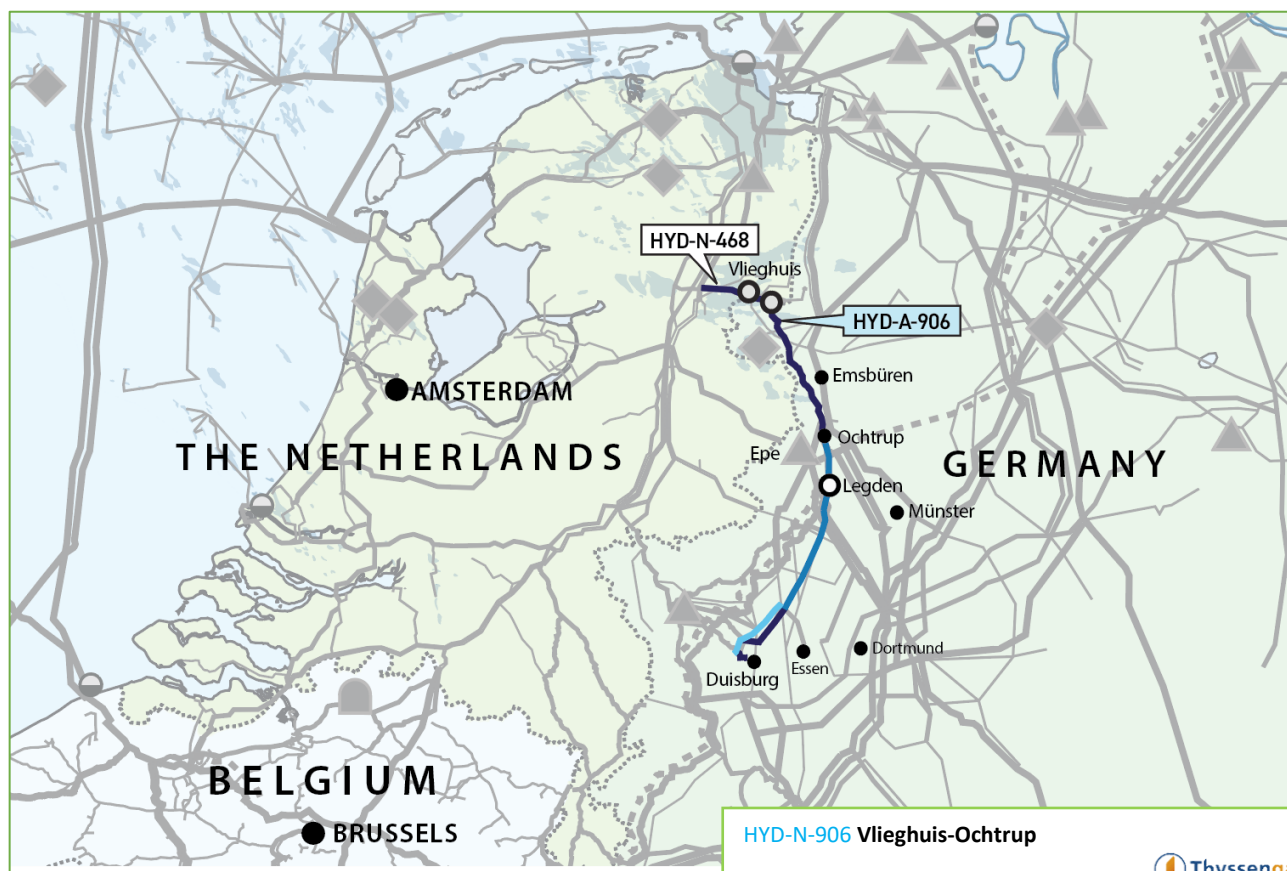 HYD-N-468
Vlieghuis
HYD-A-906
Emsbüren
AMSTERDAM
Ochtrup
THE NETHERLANDS
Epe
GERMANY
Legden
Münster
Dortmund
Essen
Duisburg
BELGIUM
BRUSSELS
HYD-N-906 Vlieghuis-Ochtrup